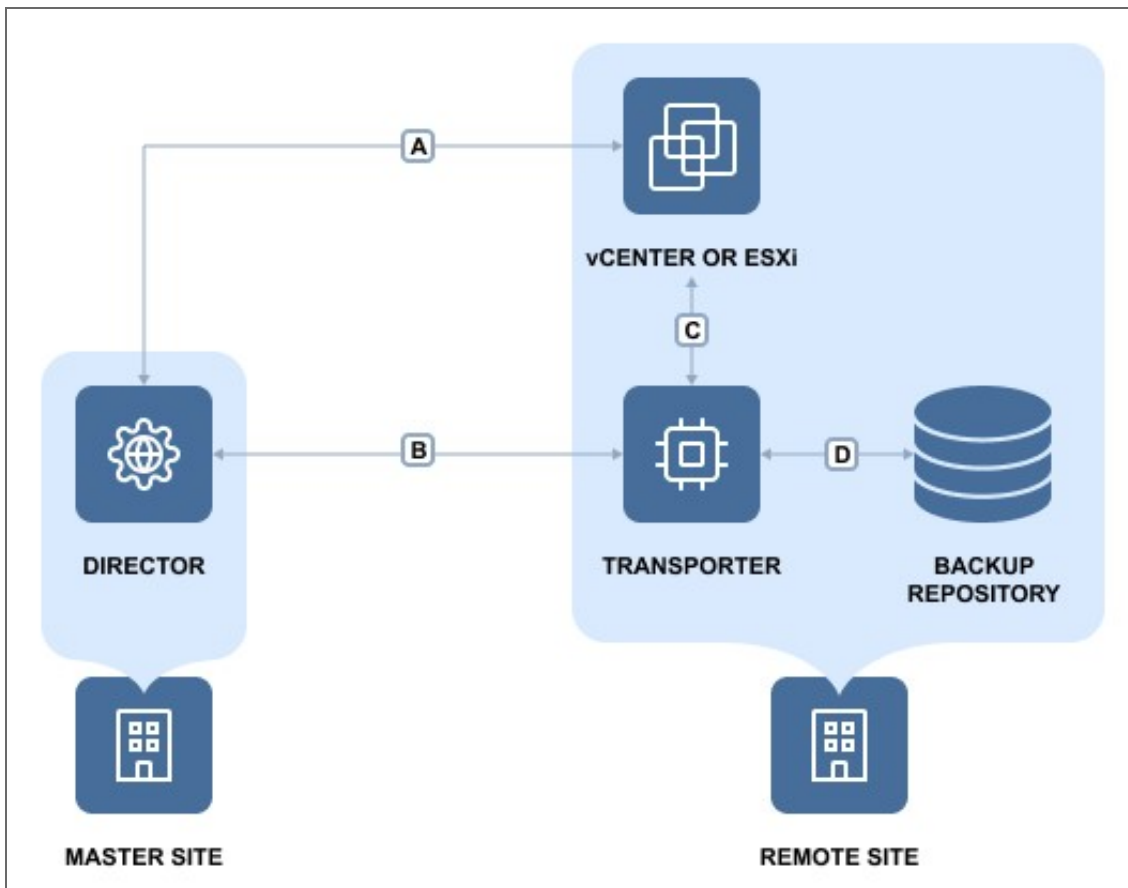 A
vCENTER OR ESXi
C
B
D
DIRECTOR
TRANSPORTER
BACKUP
REPOSITORY
MASTER SITE
REMOTE SITE